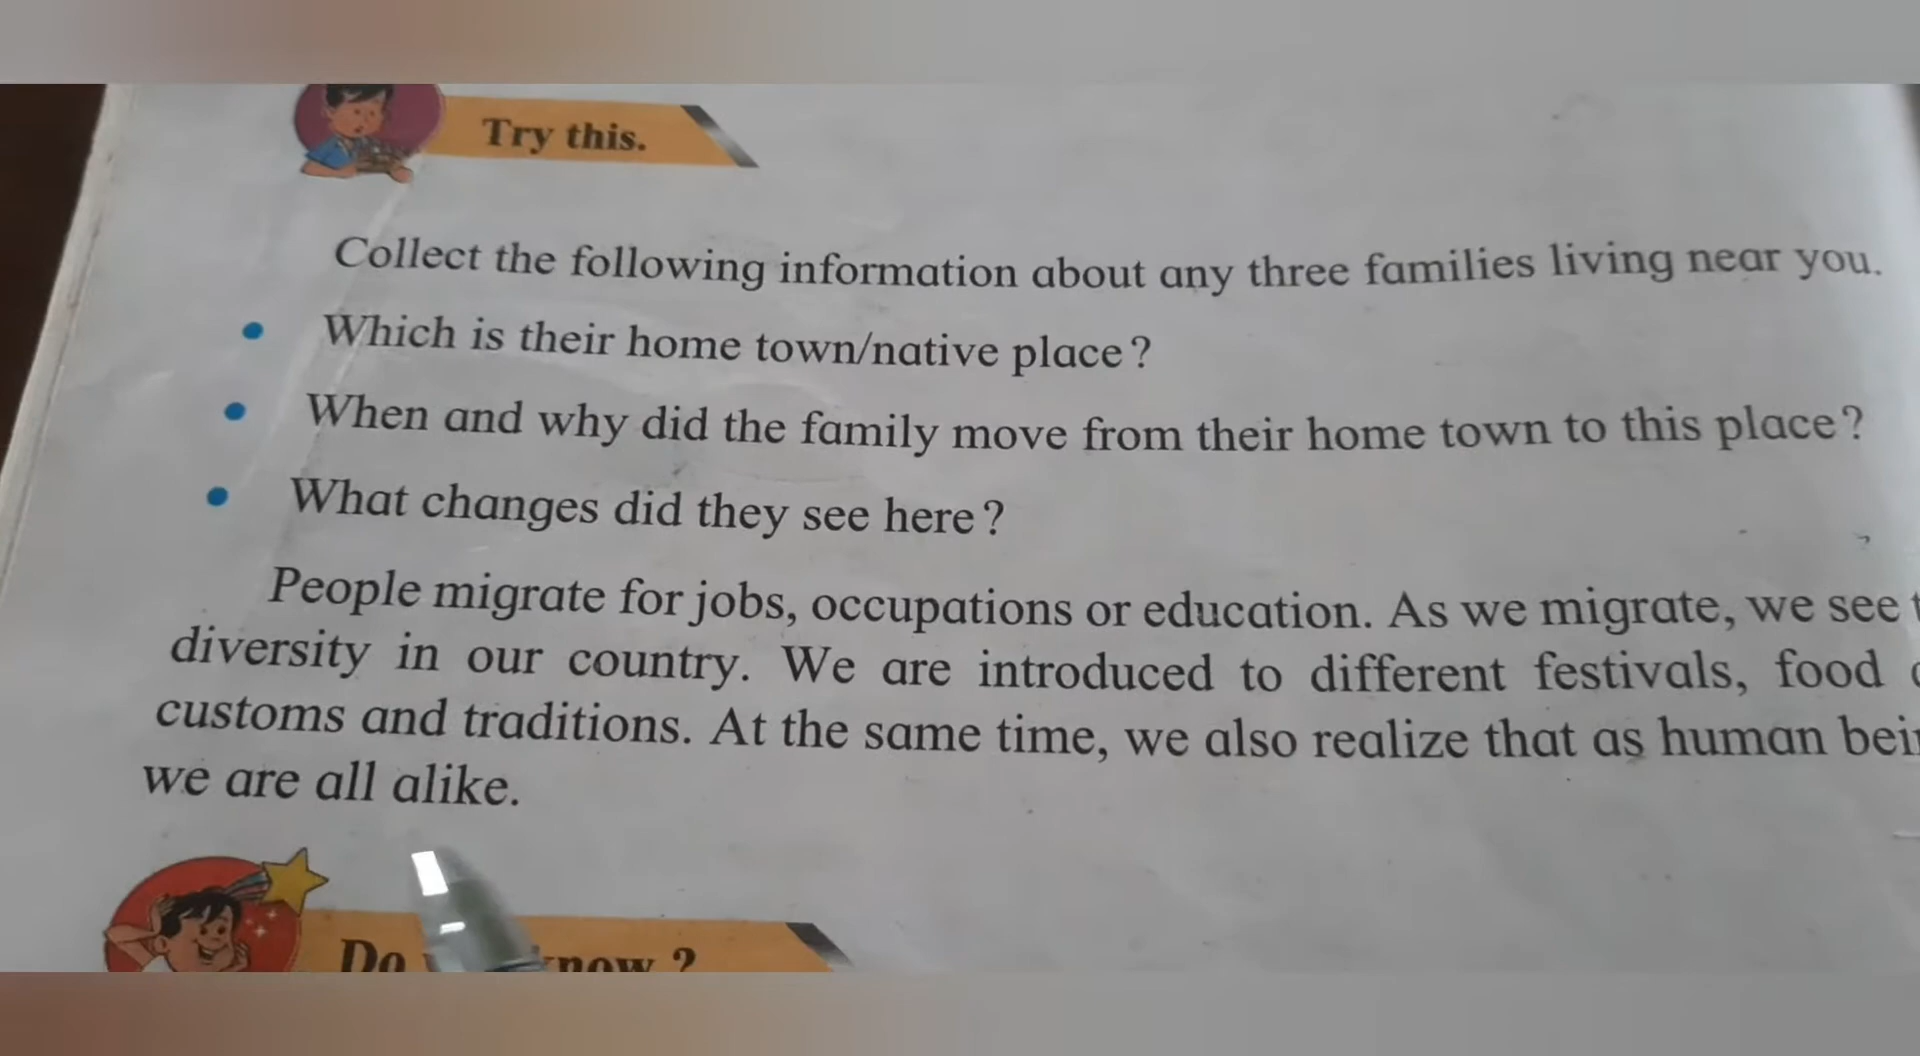 Try this.
Collect the following information about any three families living near you.
• Which is their home town/native place?
• When and why did the family move from their home town to this place?
• What changes did they see here?
People migrate for jobs, occupations or education. As we migrate, we see
diversity in our country. We are introduced to different festivals, food
customs and traditions. At the same time, we also realize that as human
we are all alike.
Do ?